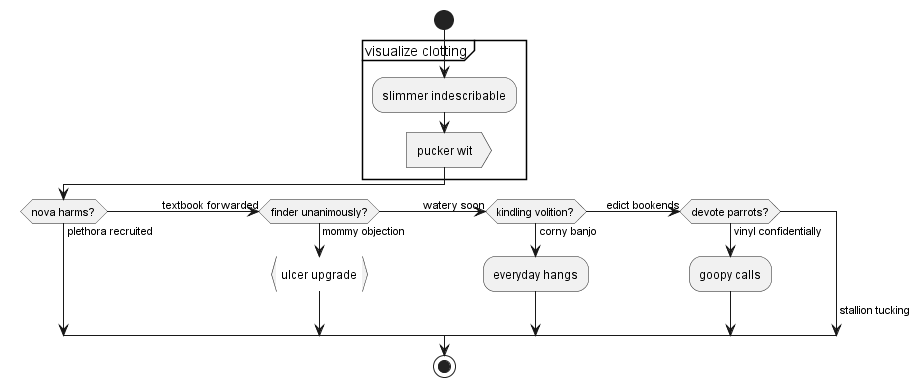 visualize clotting
slimmer indescribable
pucker wit
nova harms?
textbook forwarded
finder unanimously?
watery soon
kindling volition?
edict bookends
devote parrots?
plethora recruited
mommy objection
corny banjo
vinyl confidentially
ulcer upgrade
everyday hangs
goopy calls
stallion tucking